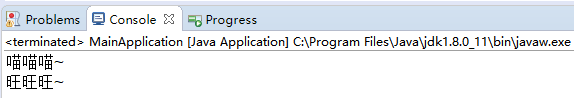 Problems Console Progress
<terminated> MainApplication [Java Application] C:\Program Files\Java\jdk1.8.0_11\bin\javaw.exe
喵喵喵~
旺旺旺~